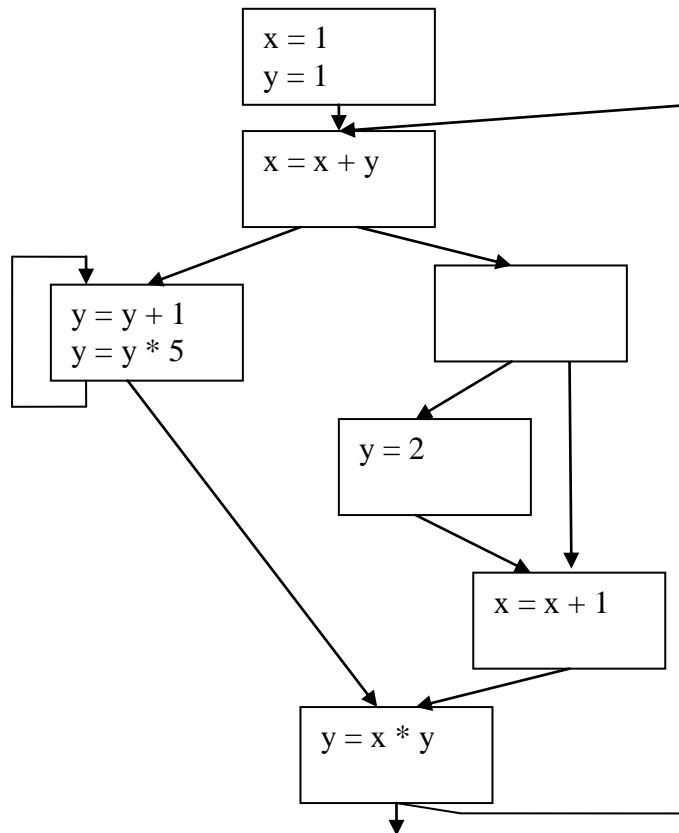 x = 1
y = 1
x = x + y
y = y + 1
y = y * 5
y = 2
x = x + 1
y = x * y